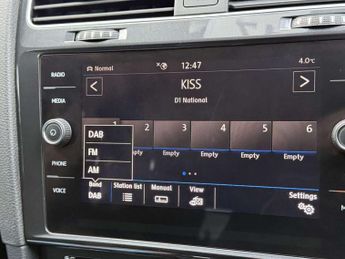 Normal 12:47 4.0°C
RADIO
KISS
D1 National
MEDIA
DAB 2 3 4 5 6
FM
Empty Empty Empty Empty Empty
PHONE
AM
VOICE
Band Station list Manual View Settings
DAB